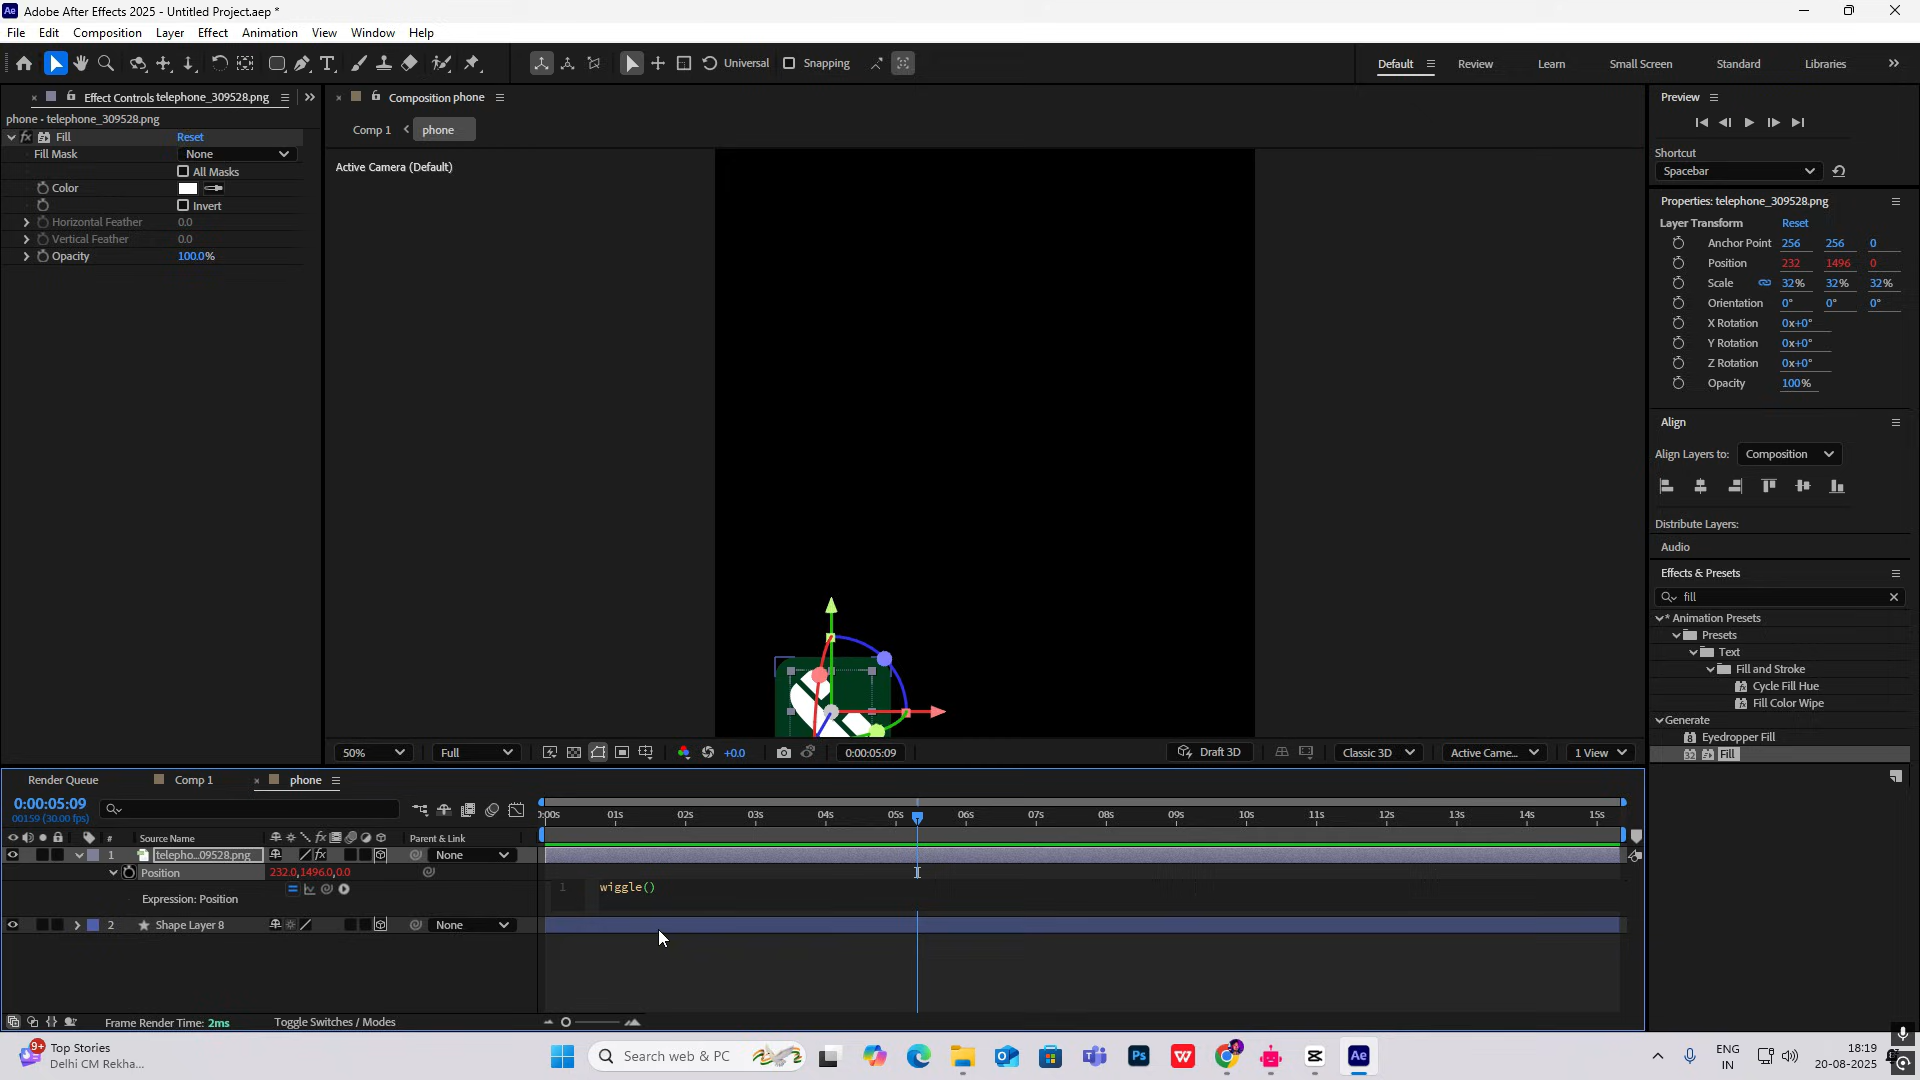 Adobe After Effects 2025 - Untitled Project.aep *
File Edit Composition Layer Effect Animation View Window Help
Universal Snapping Default Review Learn Small Screen Standard Libraries
Effect Controls telephone_309528.png
phone • telephone_309528.png
fx Fill Reset
Fill Mask None
All Masks
Color
Invert
Horizontal Feather 0.0
Vertical Feather 0.0
Opacity 100.0%
Composition phone
Comp 1 phone
Active Camera (Default)
50% Full +0.0 0:00:05:09 Draft 3D Classic 3D Active Came... 1 View
Preview
Shortcut
Spacebar
Properties: telephone_309528.png
Layer Transform Reset
Anchor Point 256 256 0
Position 232 1496 0
Scale 32% 32% 32%
Orientation 0° 0° 0°
X Rotation 0x+0°
Y Rotation 0x+0°
Z Rotation 0x+0°
Opacity 100%
Align
Align Layers to: Composition
Distribute Layers:
Audio
Effects & Presets
fill
* Animation Presets
Presets
Text
Fill and Stroke
Cycle Fill Hue
Fill Color Wipe
Generate
8 Eyedropper Fill
32 Fill
Render Queue Comp 1 phone
0:00:05:09
00159 (30.00 fps)
:00s 01s 02s 03s 04s 05s 06s 07s 08s 09s 10s 11s 12s 13s 14s 15s
# Source Name fx Parent & Link
1 telepho...09528.png fx None
Position 232.0,1496.0,0.0
1 wiggle()
Expression: Position
2 Shape Layer 8 None
Frame Render Time: 2ms Toggle Switches / Modes
9+ Top Stories
Delhi CM Rekha...
Search web & PC
Ps W Ae
ENG
IN
18:19
20-08-2025